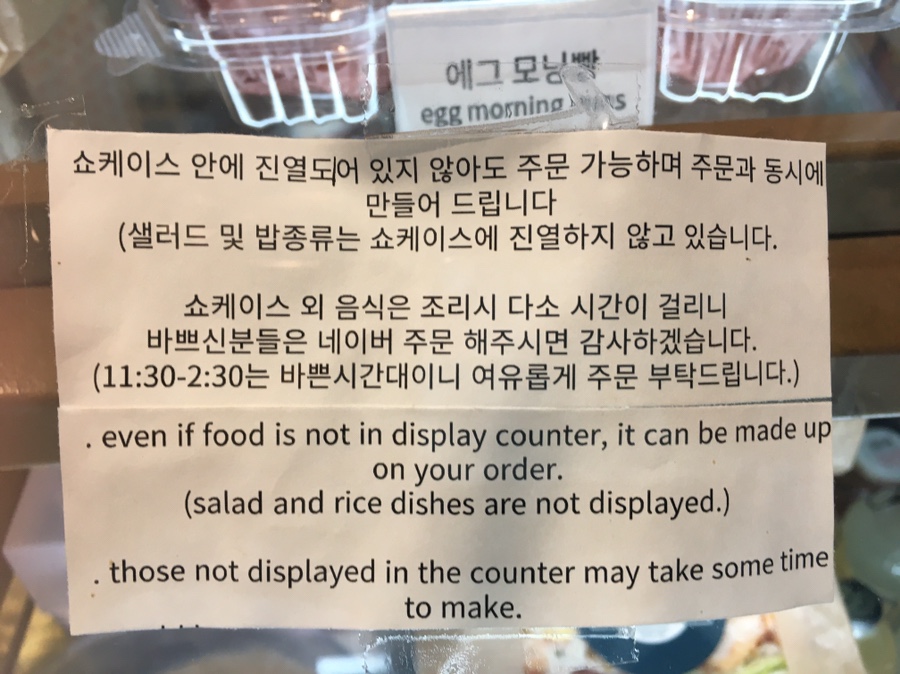 에그 모닝빵
egg morning
쇼케이스 안에 진열되어 있지 않아도 주문 가능하며 주문과 동시에
만들어 드립니다
(샐러드 및 밥종류는 쇼케이스에 진열하지 않고 있습니다.
쇼케이스 외 음식은 조리시 다소 시간이 걸리니
바쁘신분들은 네이버 주문 해주시면 감사하겠습니다.
(11:30-2:30는 바쁜시간대이니 여유롭게 주문 부탁드립니다.)
. even if food is not in display counter, it can be made up
on your order.
(salad and rice dishes are not displayed.)
. those not displayed in the counter may take some time
to make.